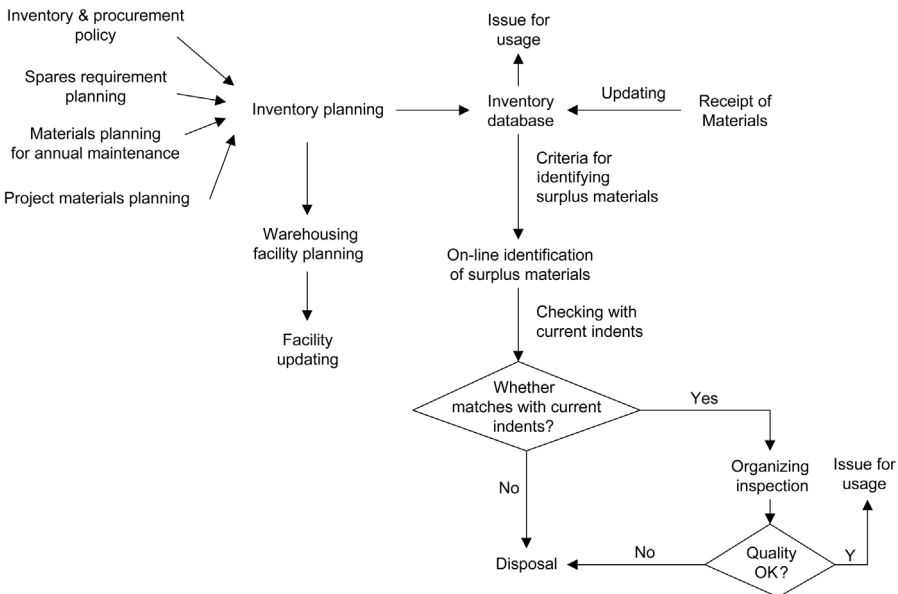 Inventory & procurement
policy
Spares requirement
planning
Materials planning
for annual maintenance
Project materials planning
Inventory planning
Warehousing
facility planning
Facility
updating
Issue for
usage
Inventory
database
Updating
Receipt of
Materials
Criteria for
identifying
surplus materials
On-line identification
of surplus materials
Checking with
current indents
Whether
matches with current
indents?
Yes
No
Organizing
inspection
Issue for
usage
Quality
OK?
Y
No
Disposal